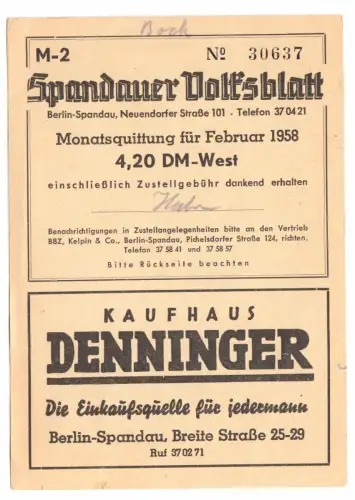 Bock
M-2 № 30637
Spandauer Volksblatt
Berlin-Spandau, Neuendorfer Straße 101 · Telefon 37 04 21
Monatsquittung für Februar 1958
4,20 DM-West
einschließlich Zustellgebühr dankend erhalten
Benachrichtigungen in Zustellangelegenheiten bitte an den Vertrieb
BBZ, Kelpin & Co., Berlin-Spandau, Pichelsdorfer Straße 124, richten.
Telefon 37 58 41 und 37 58 57
Bitte Rückseite beachten
KAUFHAUS
DENNINGER
Die Einkaufsquelle für jedermann
Berlin-Spandau, Breite Straße 25-29
Ruf 37 02 71